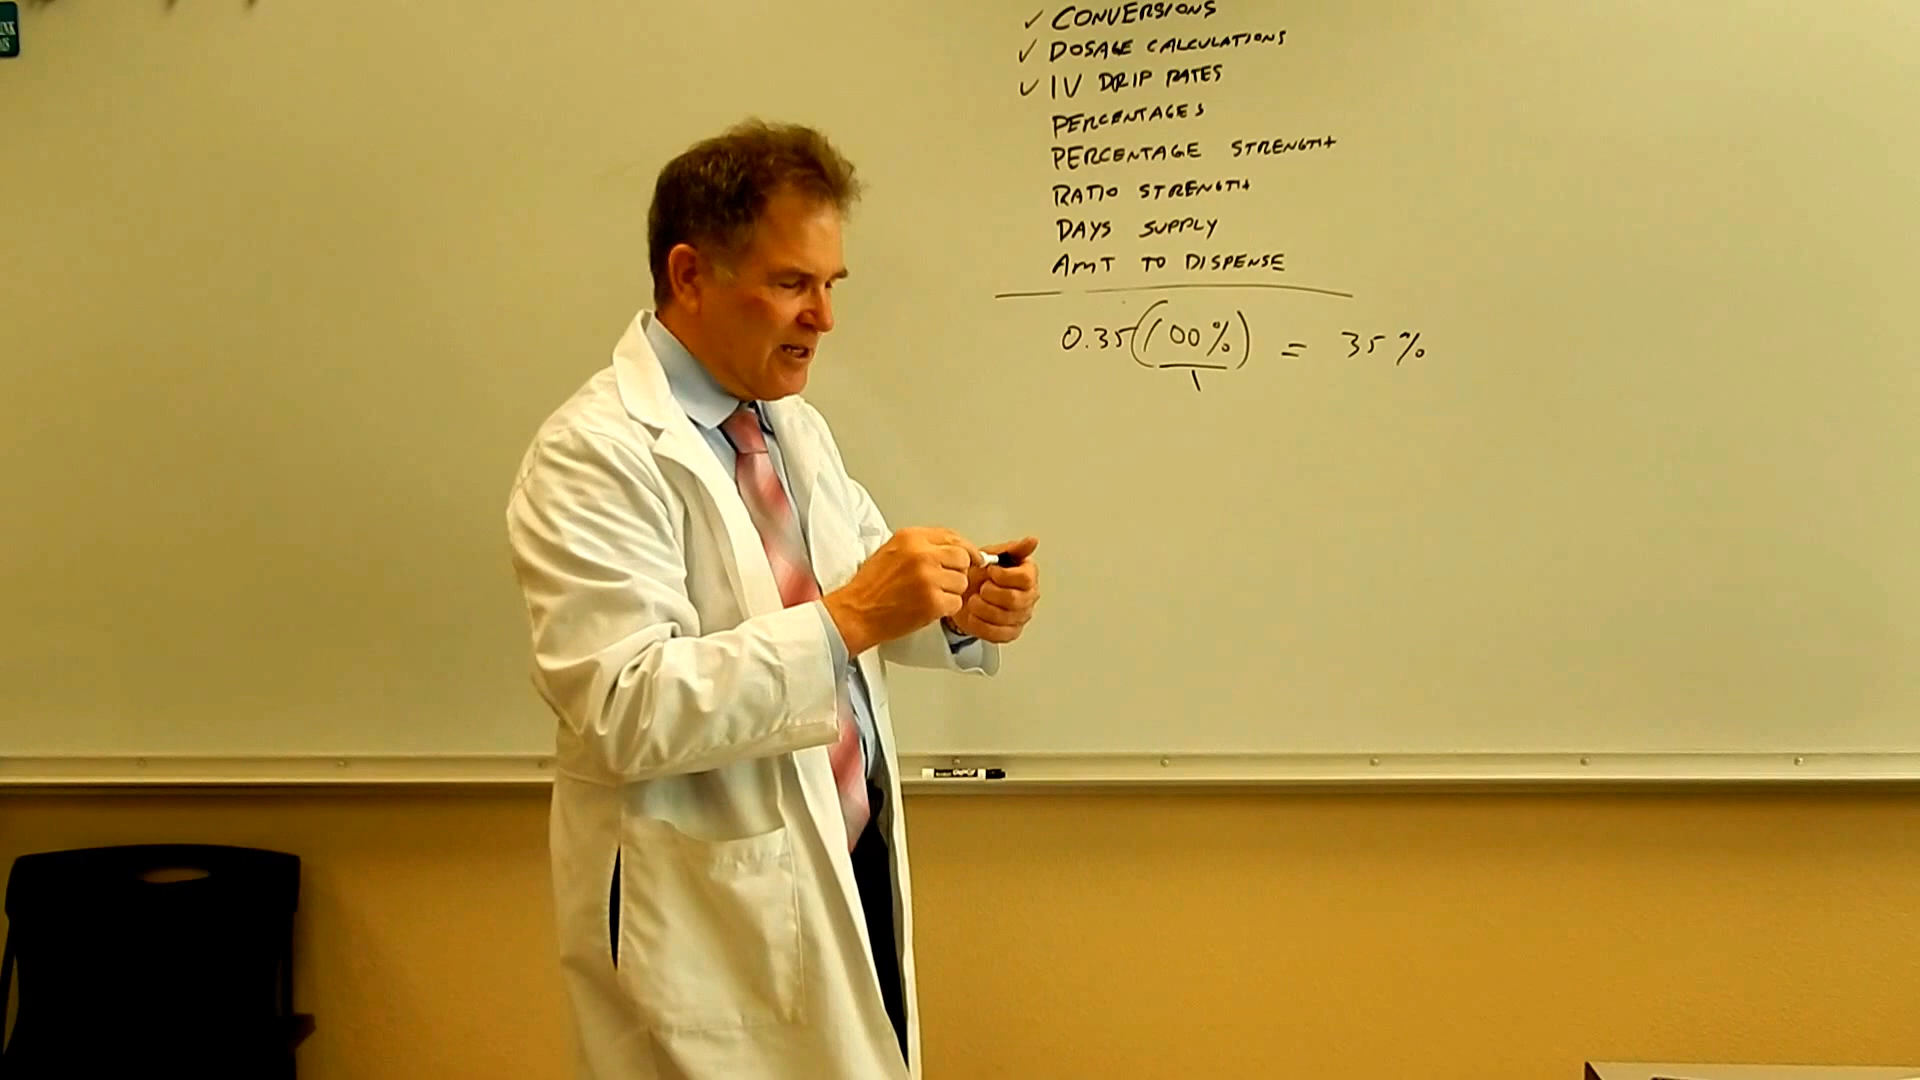 ✓ CONVERSIONS
✓ DOSAGE CALCULATIONS
✓ IV DRIP RATES
PERCENTAGES
PERCENTAGE STRENGTH
RATIO STRENGTH
DAYS SUPPLY
AMT TO DISPENSE
0.35(100%/1) = 35%
EXPO